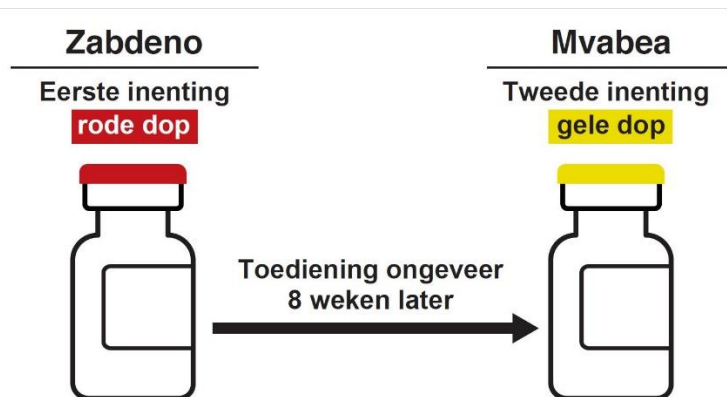 Zabdeno
Eerste inenting
rode dop
Mvabea
Tweede inenting
gele dop
Toediening ongeveer
8 weken later